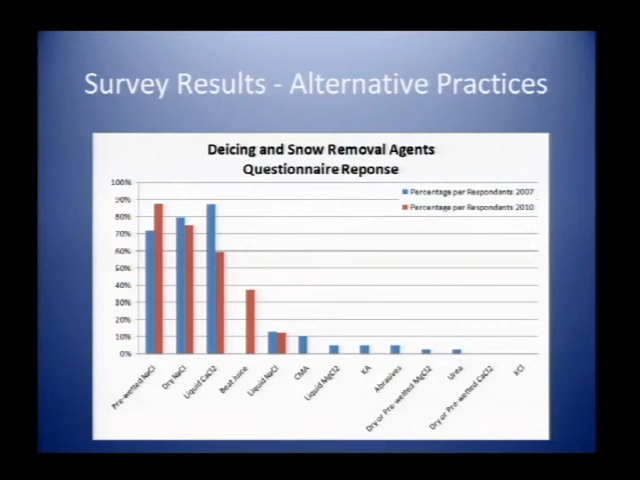 Survey Results - Alternative Practices
Deicing and Snow Removal Agents
Questionnaire Reponse
Percentage per Respondants 2007
Percentage per Respondants 2010
100%
90%
80%
70%
60%
50%
40%
30%
20%
10%
0%
Pre-wetted NaCl
Dry NaCl
Liquid CaCl2
Beat Juice
Liquid NaCl
CMA
Liquid MgCl2
KA
Abrasives
Dry or Pre-wetted MgCl2
Urea
Dry or Pre-wetted CaCl2
KCl